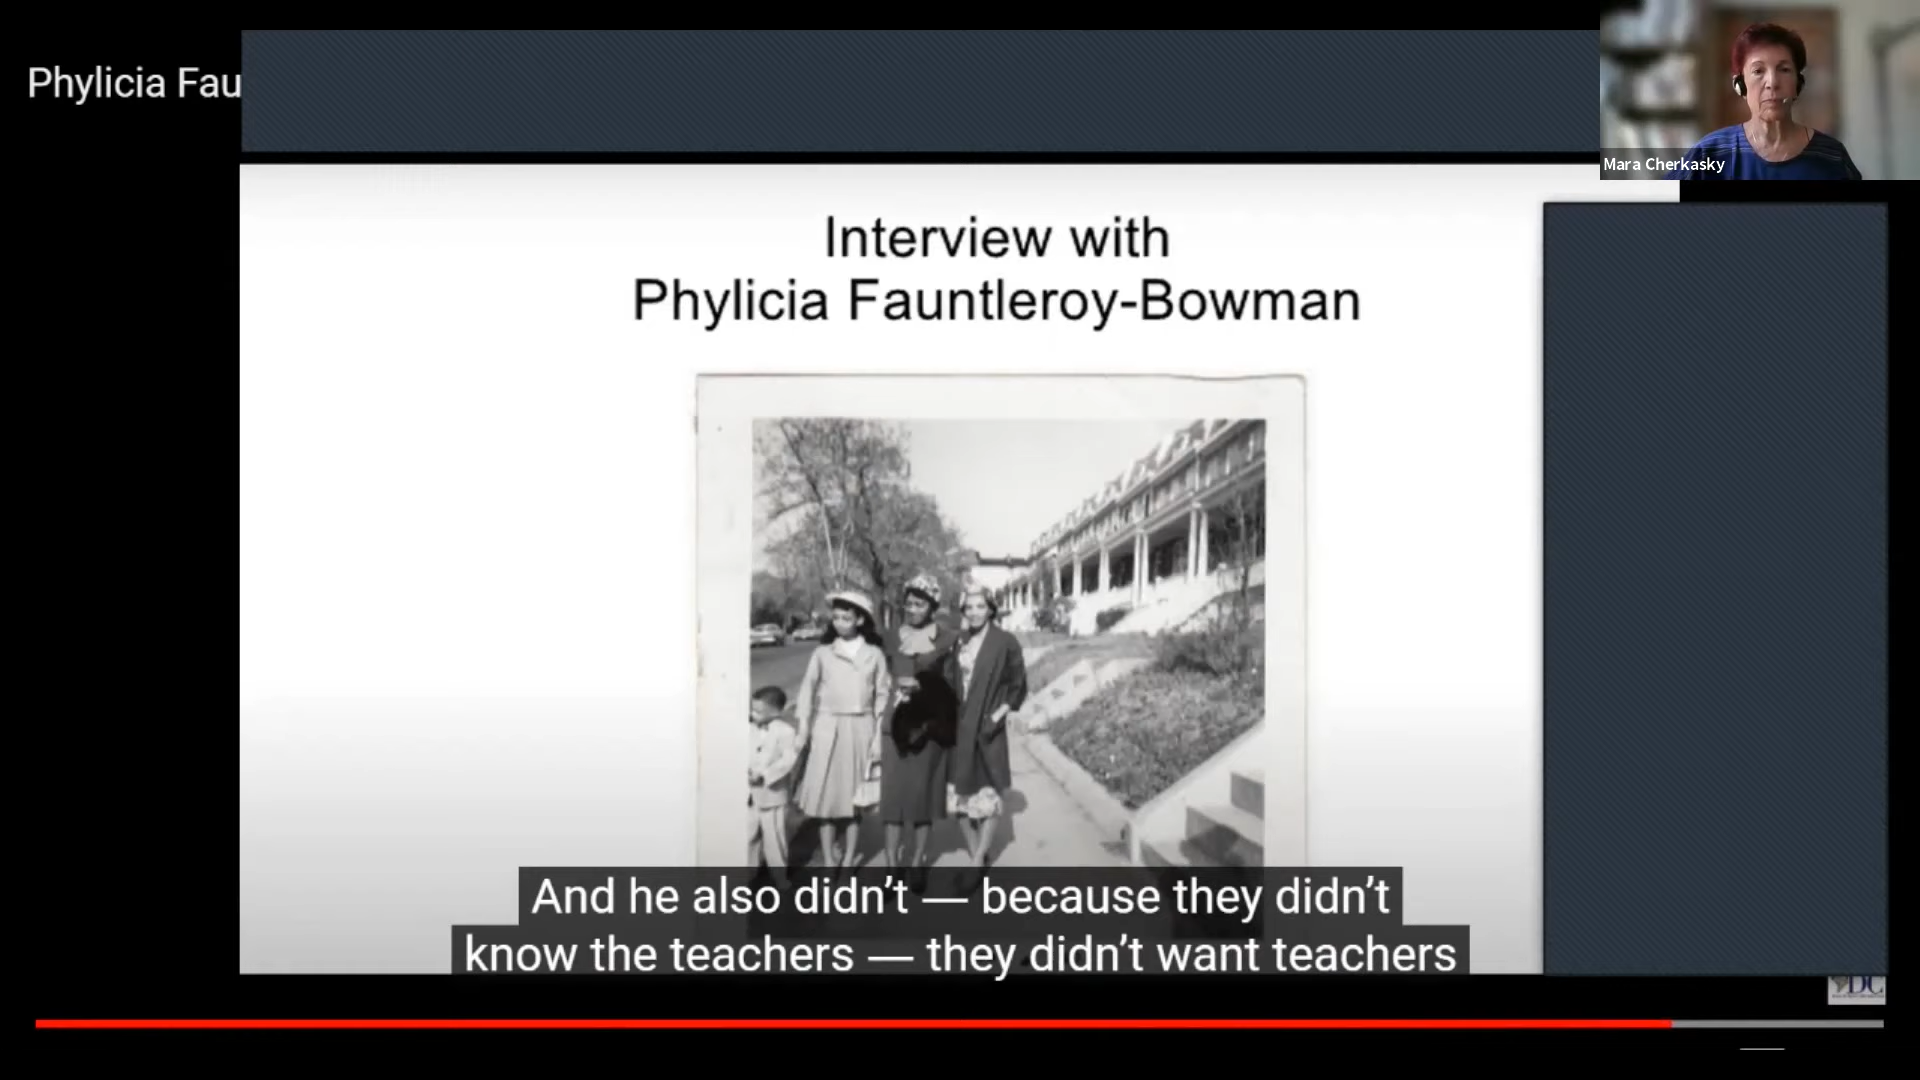 Phylicia Fau
Mara Cherkasky
Interview with
Phylicia Fauntleroy-Bowman
And he also didn’t — because they didn’t
know the teachers — they didn’t want teachers
DC